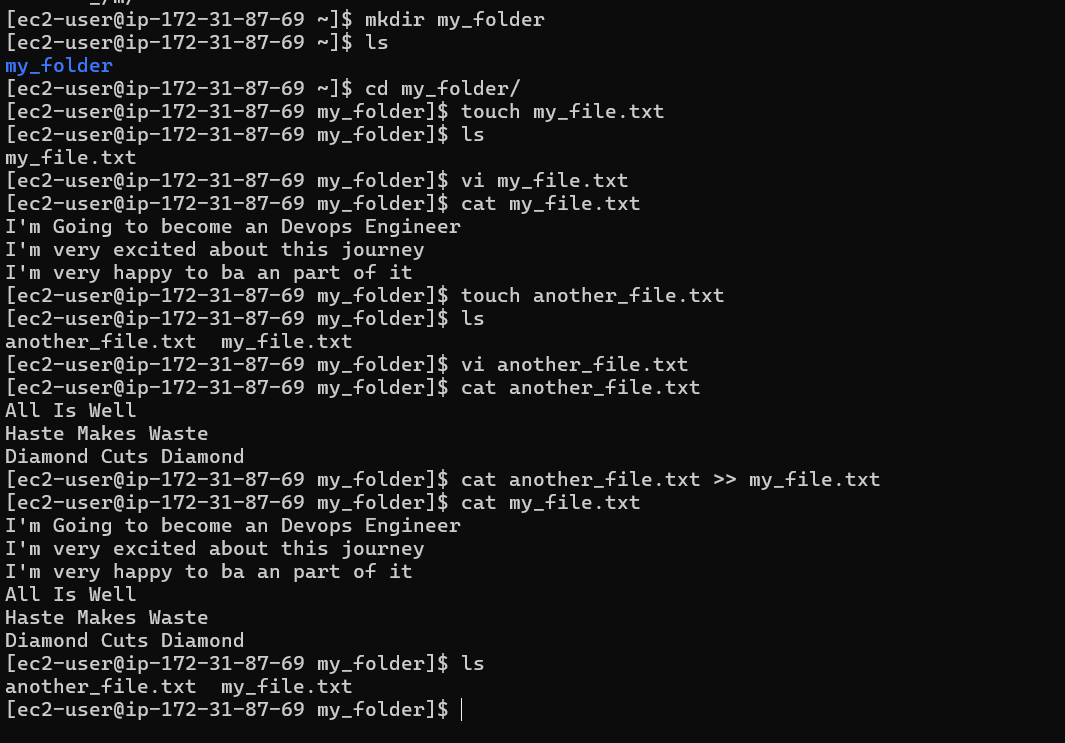 [ec2-user@ip-172-31-87-69 ~]$ mkdir my_folder
[ec2-user@ip-172-31-87-69 ~]$ ls
my_folder
[ec2-user@ip-172-31-87-69 ~]$ cd my_folder/
[ec2-user@ip-172-31-87-69 my_folder]$ touch my_file.txt
[ec2-user@ip-172-31-87-69 my_folder]$ ls
my_file.txt
[ec2-user@ip-172-31-87-69 my_folder]$ vi my_file.txt
[ec2-user@ip-172-31-87-69 my_folder]$ cat my_file.txt
I'm Going to become an Devops Engineer
I'm very excited about this journey
I'm very happy to ba an part of it
[ec2-user@ip-172-31-87-69 my_folder]$ touch another_file.txt
[ec2-user@ip-172-31-87-69 my_folder]$ ls
another_file.txt  my_file.txt
[ec2-user@ip-172-31-87-69 my_folder]$ vi another_file.txt
[ec2-user@ip-172-31-87-69 my_folder]$ cat another_file.txt
All Is Well
Haste Makes Waste
Diamond Cuts Diamond
[ec2-user@ip-172-31-87-69 my_folder]$ cat another_file.txt >> my_file.txt
[ec2-user@ip-172-31-87-69 my_folder]$ cat my_file.txt
I'm Going to become an Devops Engineer
I'm very excited about this journey
I'm very happy to ba an part of it
All Is Well
Haste Makes Waste
Diamond Cuts Diamond
[ec2-user@ip-172-31-87-69 my_folder]$ ls
another_file.txt  my_file.txt
[ec2-user@ip-172-31-87-69 my_folder]$